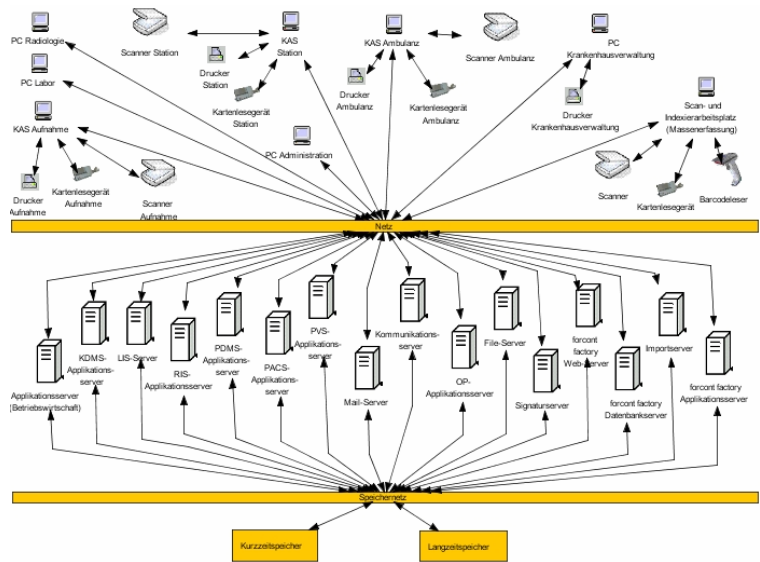 PC Radiologie
Scanner Station
KAS
Station
KAS Ambulanz
Scanner Ambulanz
PC
Krankenhausverwaltung
PC Labor
Drucker
Station
Kartenlesegerät
Station
Drucker
Ambulanz
Kartenlesegerät
Ambulanz
Drucker
Krankenhausverwaltung
Scan- und
Indexierarbeitsplatz
(Massenerfassung)
KAS Aufnahme
PC Administration
Drucker
Aufnahme
Kartenlesegerät
Aufnahme
Scanner
Aufnahme
Scanner
Kartenlesegerät
Barcodeleser
Netz
Applikationsserver
(Betriebswirtschaft)
KDMS-
Applikations-
server
LIS-Server
RIS-
Applikationsserver
PDMS-
Applikations-
server
PACS-
Applikations-
server
PVS-
Applikations-
server
Mail-Server
Kommunikations-
server
OP-
Applikationsserver
File-Server
Signaturserver
forcont
factory
Web-Server
forcont factory
Datenbankserver
Importserver
forcont factory
Applikationsserver
Speichernetz
Kurzzeitspeicher
Langzeitspeicher